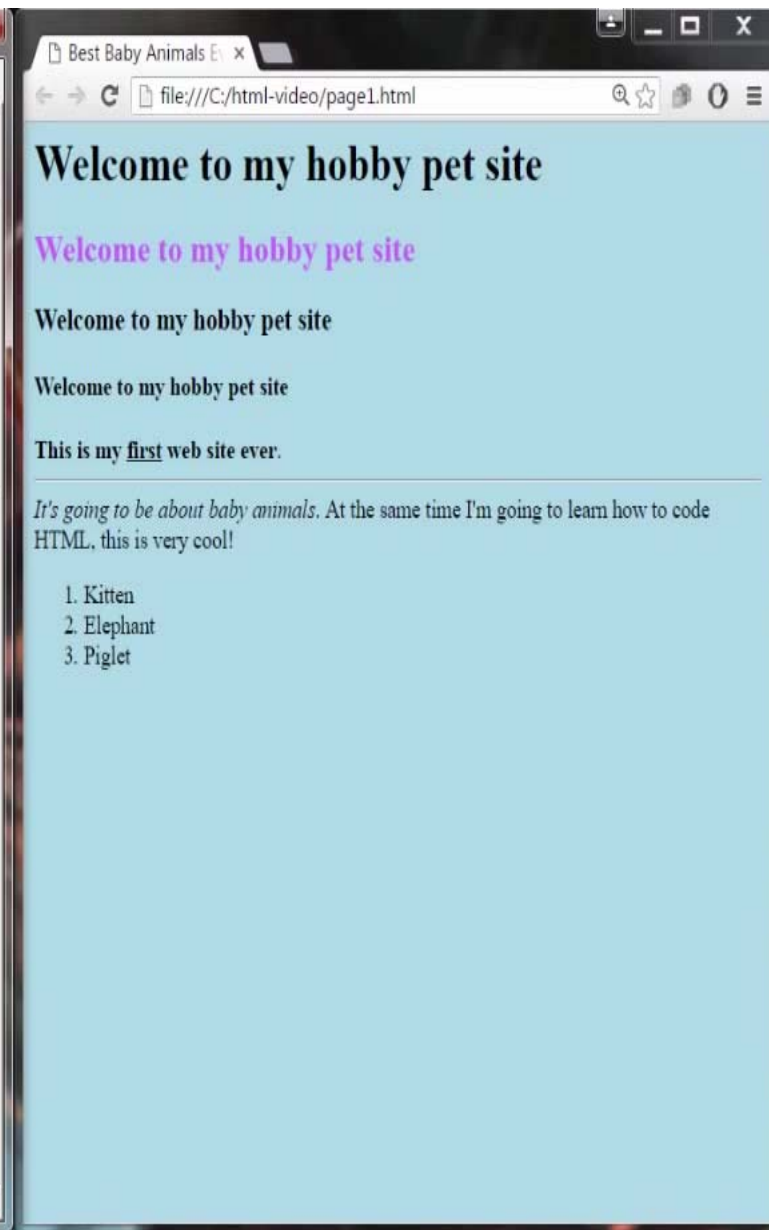 Best Baby Animals
file:///C:/html-video/page1.html
Welcome to my hobby pet site
Welcome to my hobby pet site
Welcome to my hobby pet site
Welcome to my hobby pet site
This is my first web site ever.
It's going to be about baby animals. At the same time I'm going to learn how to code
HTML, this is very cool!
1. Kitten
2. Elephant
3. Piglet